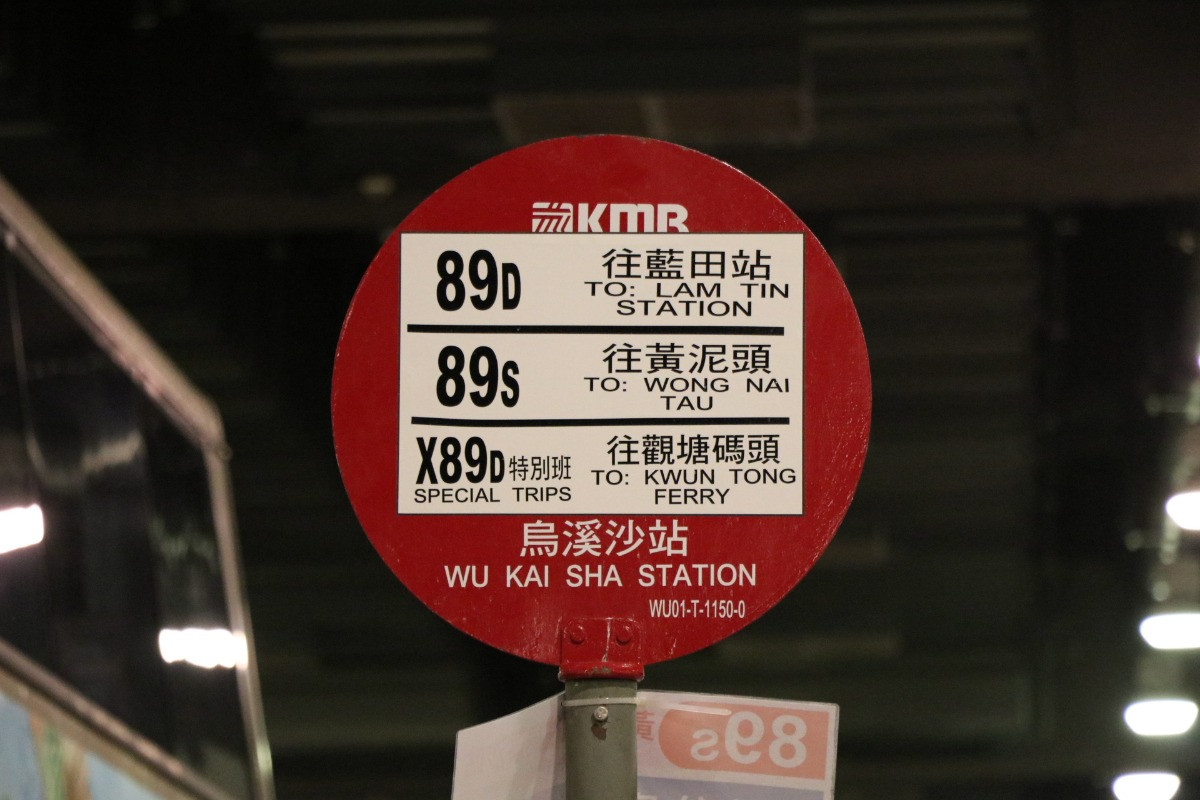 KMB
89D 往藍田站
TO: LAM TIN
STATION
89S 往黃泥頭
TO: WONG NAI
TAU
X89D 特別班 往觀塘碼頭
SPECIAL TRIPS TO: KWUN TONG
FERRY
烏溪沙站
WU KAI SHA STATION
WU01-T-1150-0
89S 黃